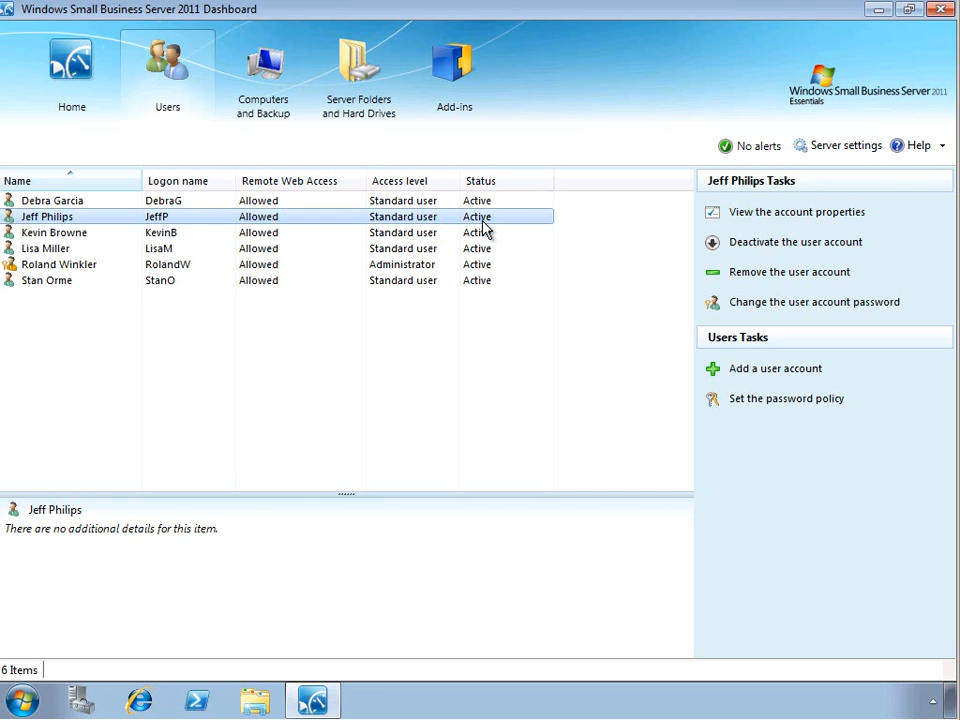 Windows Small Business Server 2011 Dashboard
Home
Users
Computers and Backup
Server Folders and Hard Drives
Add-ins
Windows Small Business Server 2011
Essentials
No alerts
Server settings
Help
Name Logon name Remote Web Access Access level Status
Debra Garcia DebraG Allowed Standard user Active
Jeff Philips JeffP Allowed Standard user Active
Kevin Browne KevinB Allowed Standard user Active
Lisa Miller LisaM Allowed Standard user Active
Roland Winkler RolandW Allowed Administrator Active
Stan Orme StanO Allowed Standard user Active
Jeff Philips Tasks
View the account properties
Deactivate the user account
Remove the user account
Change the user account password
Users Tasks
Add a user account
Set the password policy
Jeff Philips
There are no additional details for this item.
6 Items